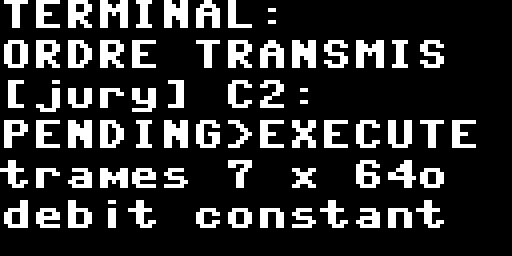 TERMINAL:
ORDRE TRANSMIS
[jury] C2:
PENDING>EXECUTE
trames 7 x 64o
debit constant